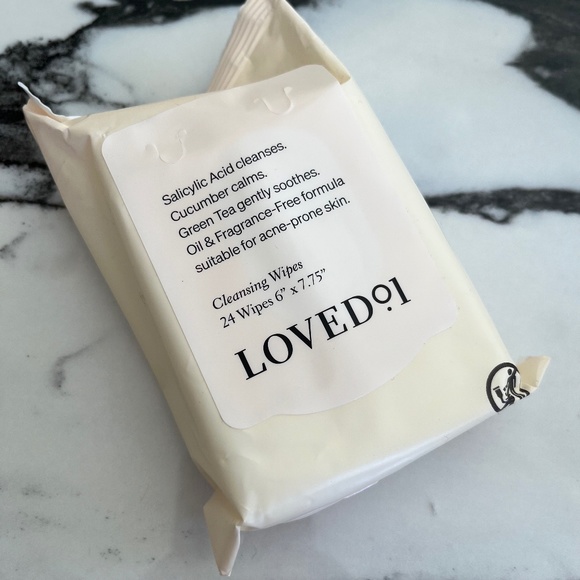 Salicylic Acid cleanses.
Cucumber calms.
Green Tea gently soothes.
Oil & Fragrance-Free formula
suitable for acne-prone skin.
Cleansing Wipes
24 Wipes 6” x 7.75”
LOVED01